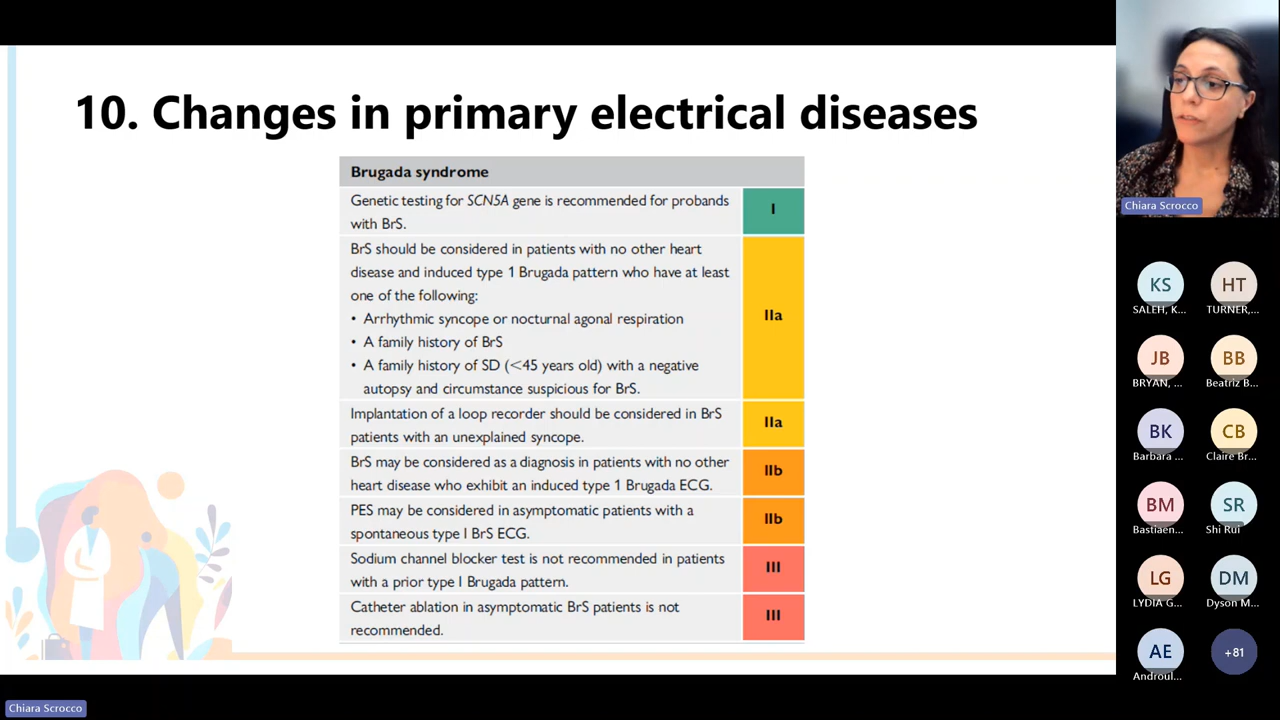 10. Changes in primary electrical diseases
Brugada syndrome
Genetic testing for SCN5A gene is recommended for probands
with BrS.
I
BrS should be considered in patients with no other heart
disease and induced type 1 Brugada pattern who have at least
one of the following:
• Arrhythmic syncope or nocturnal agonal respiration
• A family history of BrS
• A family history of SD (<45 years old) with a negative
autopsy and circumstance suspicious for BrS.
IIa
Implantation of a loop recorder should be considered in BrS
patients with an unexplained syncope.
IIa
BrS may be considered as a diagnosis in patients with no other
heart disease who exhibit an induced type 1 Brugada ECG.
IIb
PES may be considered in asymptomatic patients with a
spontaneous type I BrS ECG.
IIb
Sodium channel blocker test is not recommended in patients
with a prior type I Brugada pattern.
III
Catheter ablation in asymptomatic BrS patients is not
recommended.
III
Chiara Scrocco
KS
SALEH, K...
HT
TURNER,...
JB
BRYAN, ...
BB
Beatriz B...
BK
Barbara ...
CB
Claire Br...
BM
Bastiaen...
SR
Shi Rui
LG
LYDIA G...
DM
Dyson M...
AE
Androul...
+81
Chiara Scrocco